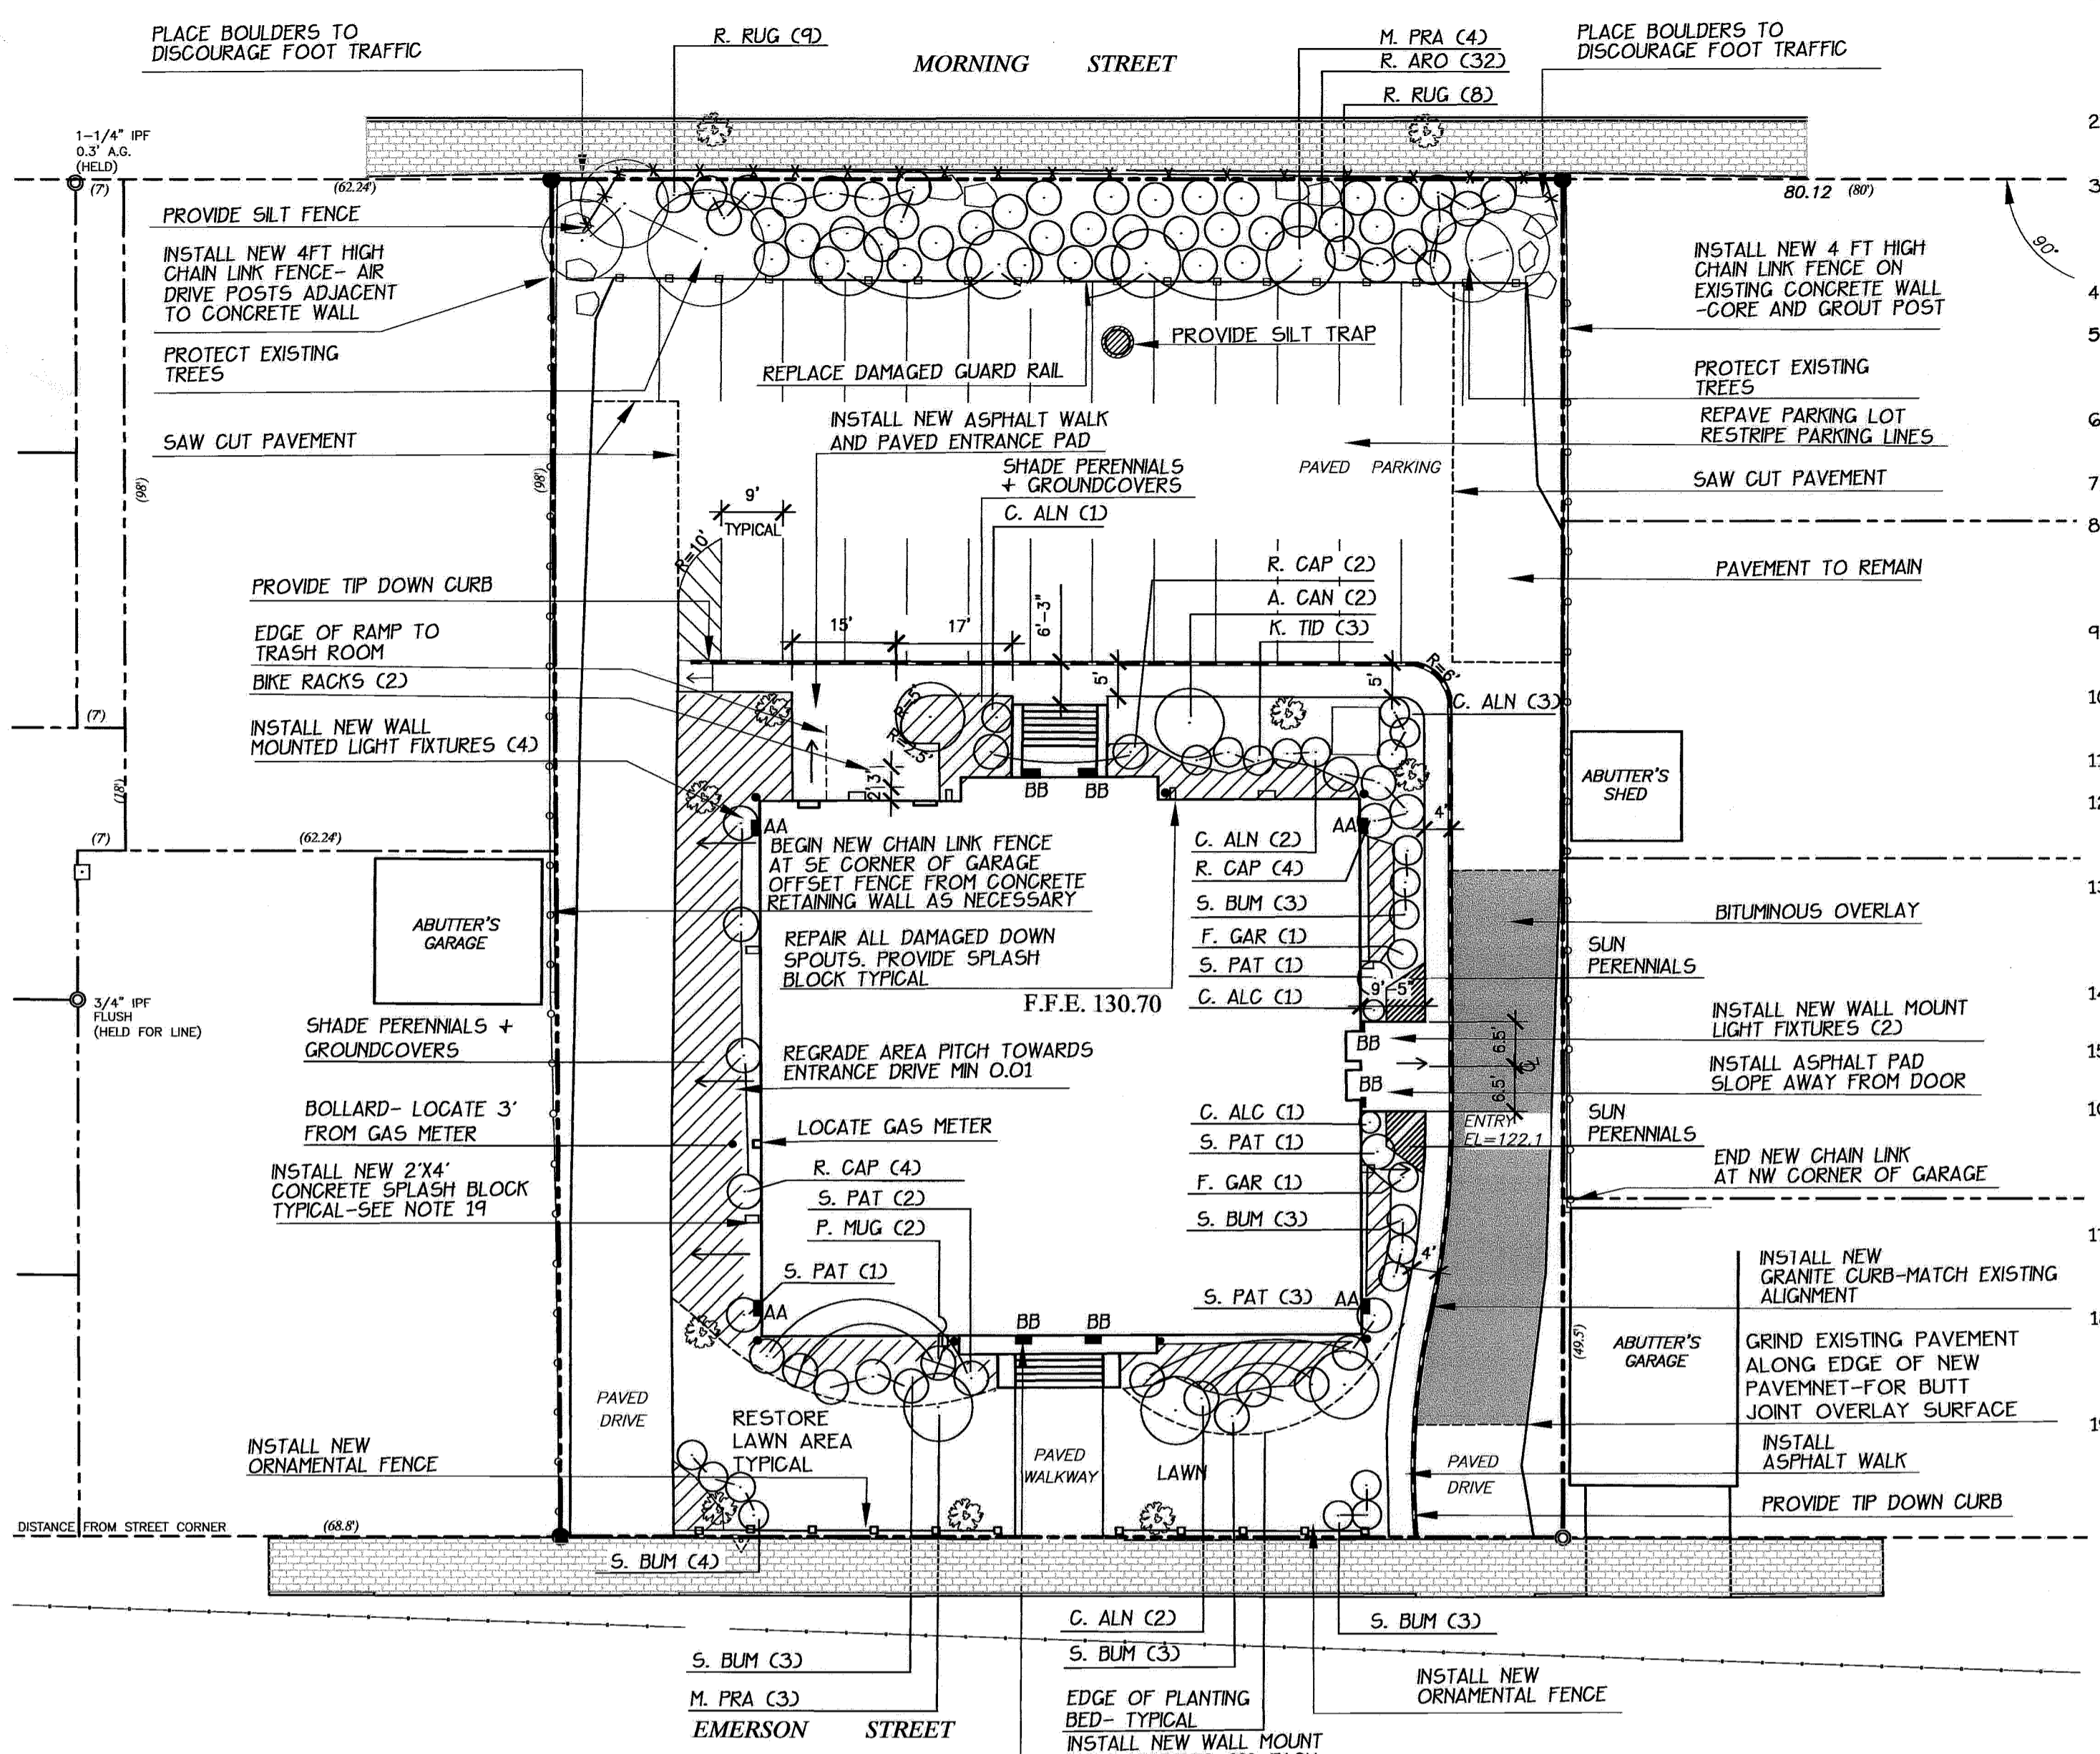 PLACE BOULDERS TO
DISCOURAGE FOOT TRAFFIC
R. RUG (9)
MORNING STREET
M. PRA (4)
R. ARO (32)
R. RUG (8)
PLACE BOULDERS TO
DISCOURAGE FOOT TRAFFIC
1-1/4" IPF
0.3' A.G.
(HELD)
(7')
(62.24')
80.12 (80')
90°
PROVIDE SILT FENCE
INSTALL NEW 4FT HIGH
CHAIN LINK FENCE- AIR
DRIVE POSTS ADJACENT
TO CONCRETE WALL
PROTECT EXISTING
TREES
SAW CUT PAVEMENT
(98')
(98')
INSTALL NEW 4 FT HIGH
CHAIN LINK FENCE ON
EXISTING CONCRETE WALL
-CORE AND GROUT POST
PROTECT EXISTING
TREES
REPAVE PARKING LOT
RESTRIPE PARKING LINES
SAW CUT PAVEMENT
PAVEMENT TO REMAIN
PROVIDE SILT TRAP
REPLACE DAMAGED GUARD RAIL
INSTALL NEW ASPHALT WALK
AND PAVED ENTRANCE PAD
SHADE PERENNIALS
+ GROUNDCOVERS
C. ALN (1)
PAVED PARKING
9'
TYPICAL
R=10'
R. CAP (2)
A. CAN (2)
K. TID (3)
15'
17'
6'-3"
5'
5'
R=6'
C. ALN (3)
R=5'
R=2.5'
2'
3'
4'
PROVIDE TIP DOWN CURB
EDGE OF RAMP TO
TRASH ROOM
BIKE RACKS (2)
INSTALL NEW WALL
MOUNTED LIGHT FIXTURES (4)
(7')
(18')
(7')
(62.24')
ABUTTER'S
SHED
ABUTTER'S
GARAGE
BB BB
AA
AA
BEGIN NEW CHAIN LINK FENCE
AT SE CORNER OF GARAGE
OFFSET FENCE FROM CONCRETE
RETAINING WALL AS NECESSARY
REPAIR ALL DAMAGED DOWN
SPOUTS. PROVIDE SPLASH
BLOCK TYPICAL
F.F.E. 130.70
C. ALN (2)
R. CAP (4)
S. BUM (3)
F. GAR (1)
S. PAT (1)
C. ALC (1)
9'-5"
BITUMINOUS OVERLAY
SUN
PERENNIALS
INSTALL NEW WALL MOUNT
LIGHT FIXTURES (2)
INSTALL ASPHALT PAD
SLOPE AWAY FROM DOOR
SUN
PERENNIALS
END NEW CHAIN LINK
AT NW CORNER OF GARAGE
3/4" IPF
FLUSH
(HELD FOR LINE)
SHADE PERENNIALS +
GROUNDCOVERS
BOLLARD- LOCATE 3'
FROM GAS METER
INSTALL NEW 2'X4'
CONCRETE SPLASH BLOCK
TYPICAL-SEE NOTE 19
REGRADE AREA PITCH TOWARDS
ENTRANCE DRIVE MIN 0.01
LOCATE GAS METER
R. CAP (4)
S. PAT (2)
P. MUG (2)
S. PAT (1)
BB
BB
6.5'
6.5'
ENTRY
EL=122.1
C. ALC (1)
S. PAT (1)
F. GAR (1)
S. BUM (3)
S. PAT (3)
AA
AA
4'
BB BB
INSTALL NEW
GRANITE CURB-MATCH EXISTING
ALIGNMENT
(49.5')
ABUTTER'S
GARAGE
GRIND EXISTING PAVEMENT
ALONG EDGE OF NEW
PAVEMNET-FOR BUTT
JOINT OVERLAY SURFACE
INSTALL
ASPHALT WALK
PROVIDE TIP DOWN CURB
PAVED
DRIVE
RESTORE
LAWN AREA
TYPICAL
INSTALL NEW
ORNAMENTAL FENCE
PAVED
WALKWAY
LAWN
PAVED
DRIVE
DISTANCE FROM STREET CORNER
(68.8')
S. BUM (4)
C. ALN (2)
S. BUM (3)
S. BUM (3)
S. BUM (3)
M. PRA (3)
EMERSON STREET
EDGE OF PLANTING
BED- TYPICAL
INSTALL NEW WALL MOUNT
INSTALL NEW
ORNAMENTAL FENCE